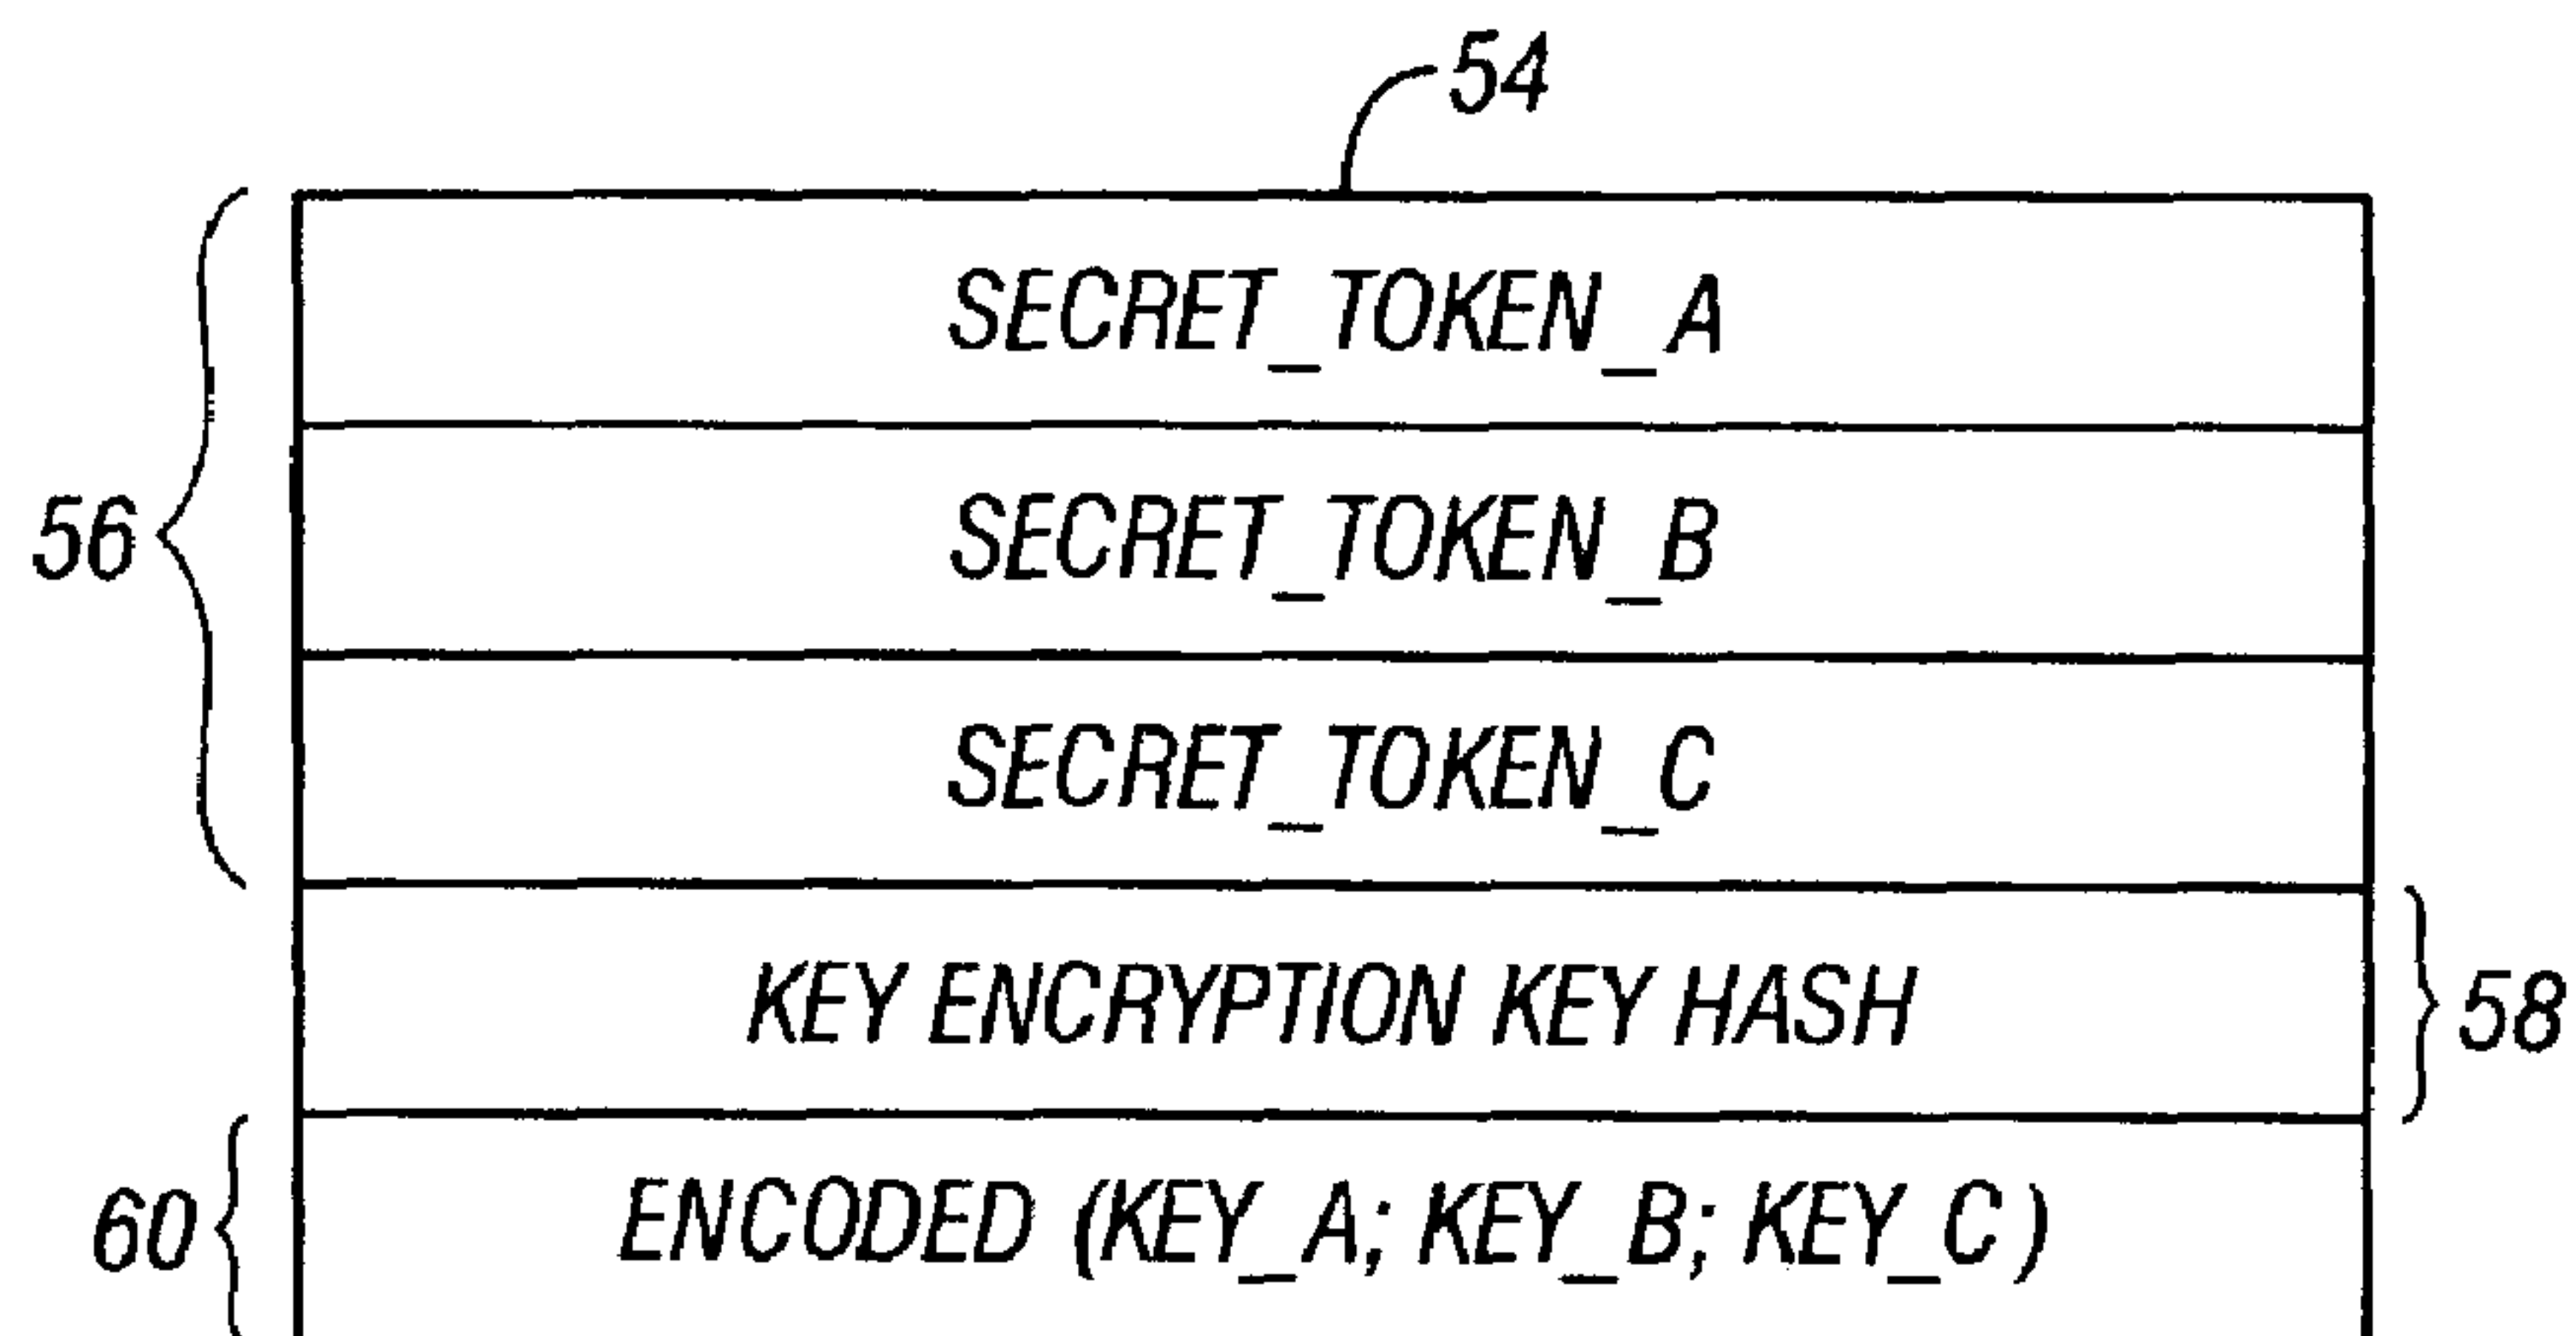 54
SECRET_TOKEN_A
56
SECRET_TOKEN_B
SECRET_TOKEN_C
KEY ENCRYPTION KEY HASH
58
60
ENCODED (KEY_A; KEY_B; KEY_C)